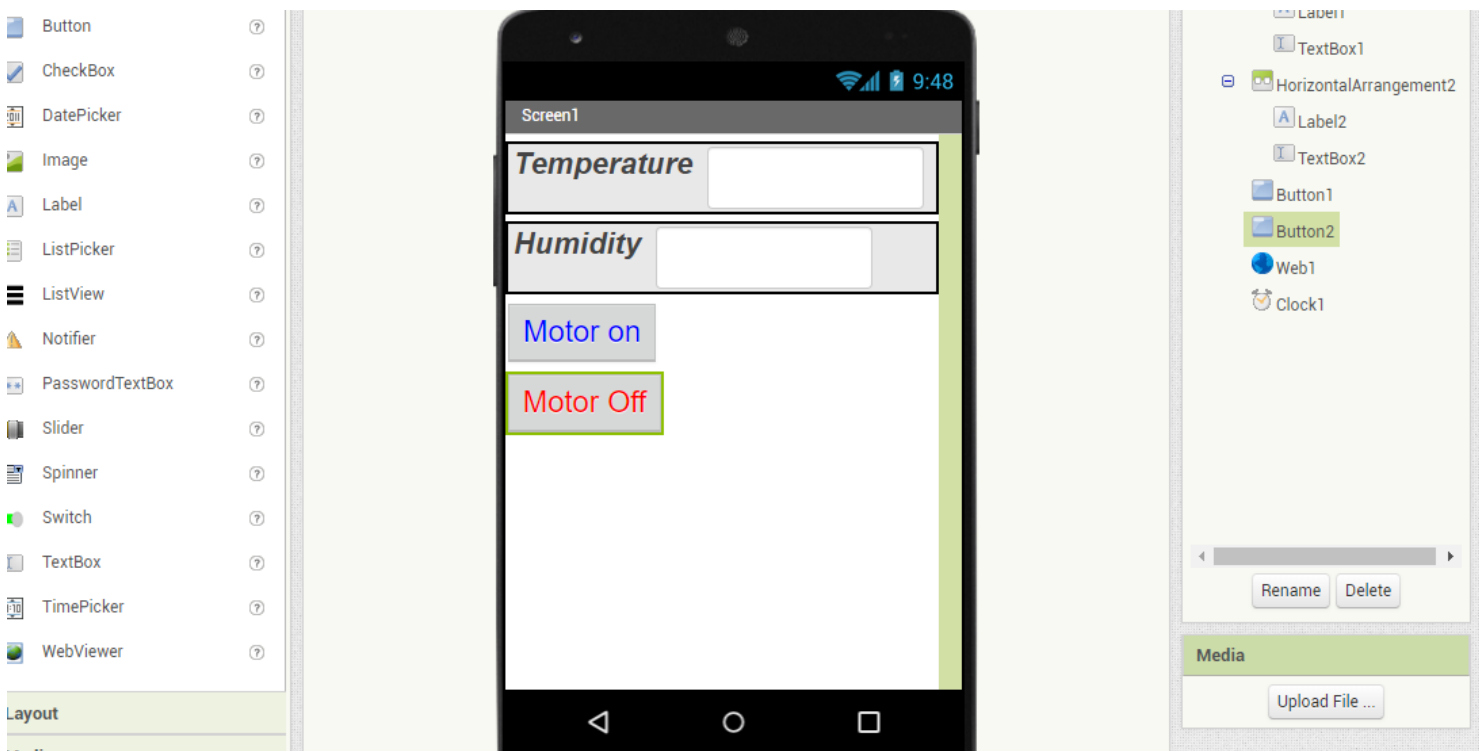 Button
CheckBox
DatePicker
Image
Label
ListPicker
ListView
Notifier
PasswordTextBox
Slider
Spinner
Switch
TextBox
TimePicker
WebViewer
Layout
9:48
Screen1
Temperature
Humidity
Motor on
Motor Off
Label1
TextBox1
HorizontalArrangement2
Label2
TextBox2
Button1
Button2
Web1
Clock1
Rename Delete
Media
Upload File ...